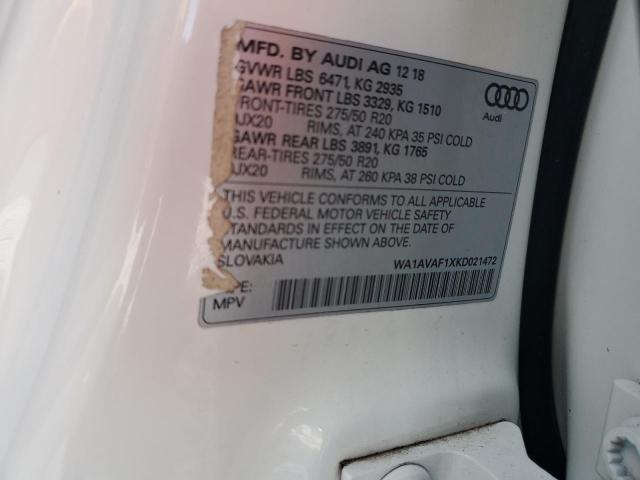 MFD. BY AUDI AG 12 18
GVWR LBS 6471, KG 2935
GAWR FRONT LBS 3329, KG 1510
FRONT-TIRES 275/50 R20
JX20 RIMS, AT 240 KPA 35 PSI COLD
GAWR REAR LBS 3891, KG 1765
REAR-TIRES 275/50 R20
JX20 RIMS, AT 260 KPA 38 PSI COLD
Audi
THIS VEHICLE CONFORMS TO ALL APPLICABLE
U.S. FEDERAL MOTOR VEHICLE SAFETY
STANDARDS IN EFFECT ON THE DATE OF
MANUFACTURE SHOWN ABOVE.
SLOVAKIA WA1AVAF1XKD021472
PE:
MPV